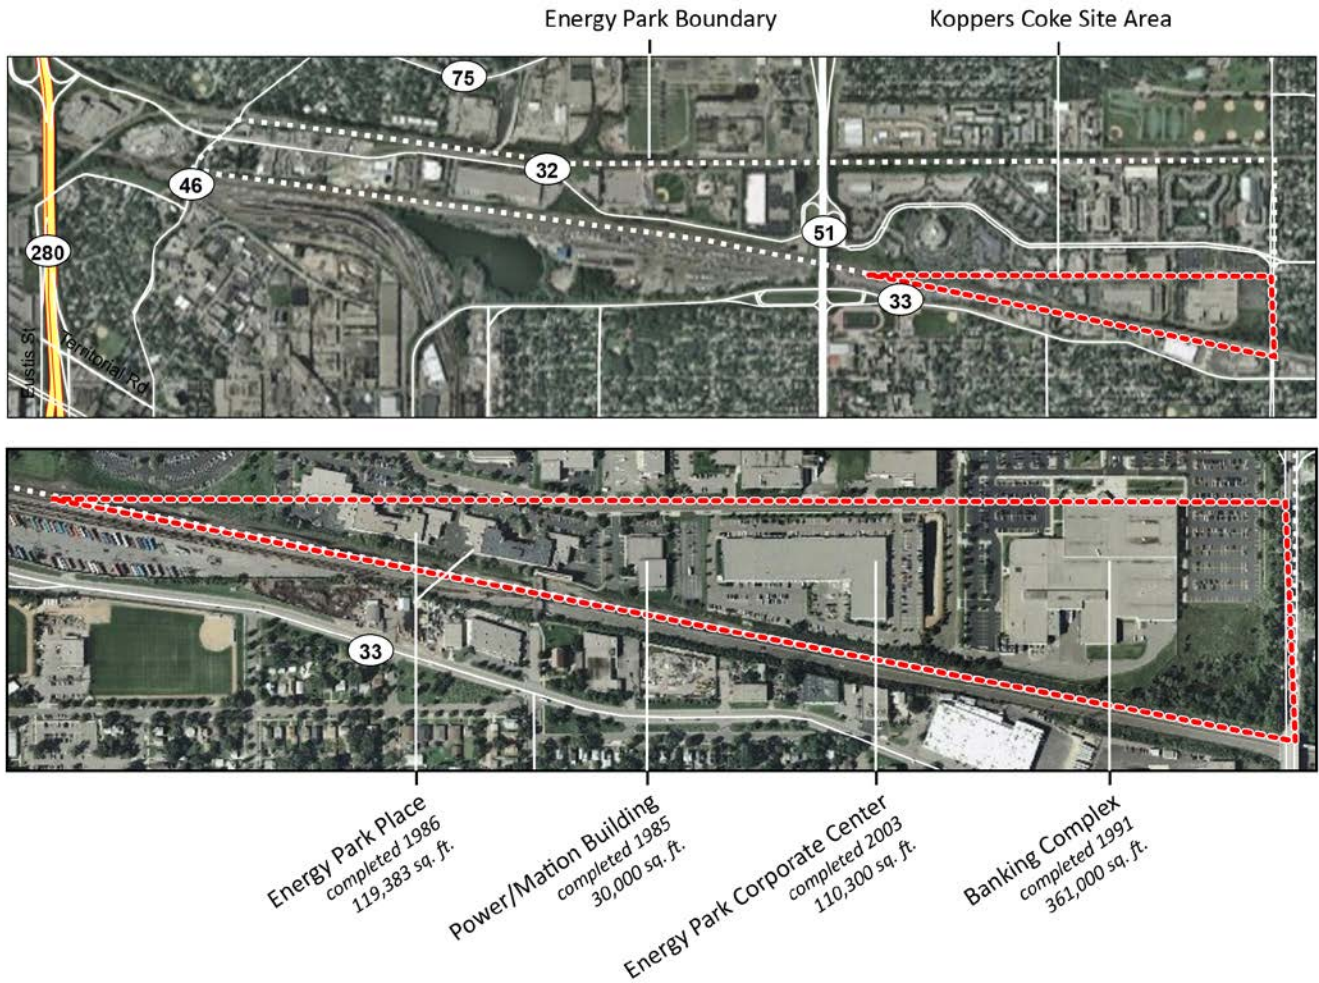 Energy Park Boundary
Koppers Coke Site Area
75
32
46
51
280
33
Eustis St
Territorial Rd
33
Energy Park Place
completed 1986
119,383 sq. ft.
Power/Mation Building
completed 1985
30,000 sq. ft.
Energy Park Corporate Center
completed 2003
110,300 sq. ft.
Banking Complex
completed 1991
361,000 sq. ft.